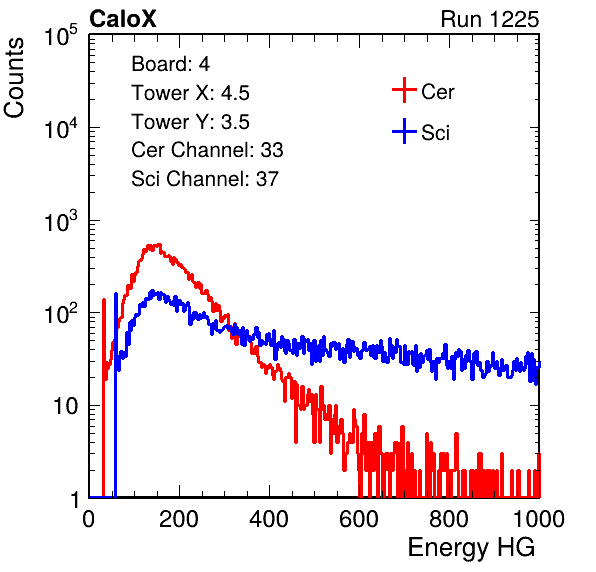 CaloX Run 1225
Counts
10^5
10^4
10^3
10^2
10
1
Board: 4
Tower X: 4.5
Tower Y: 3.5
Cer Channel: 33
Sci Channel: 37
Cer
Sci
0 200 400 600 800 1000
Energy HG